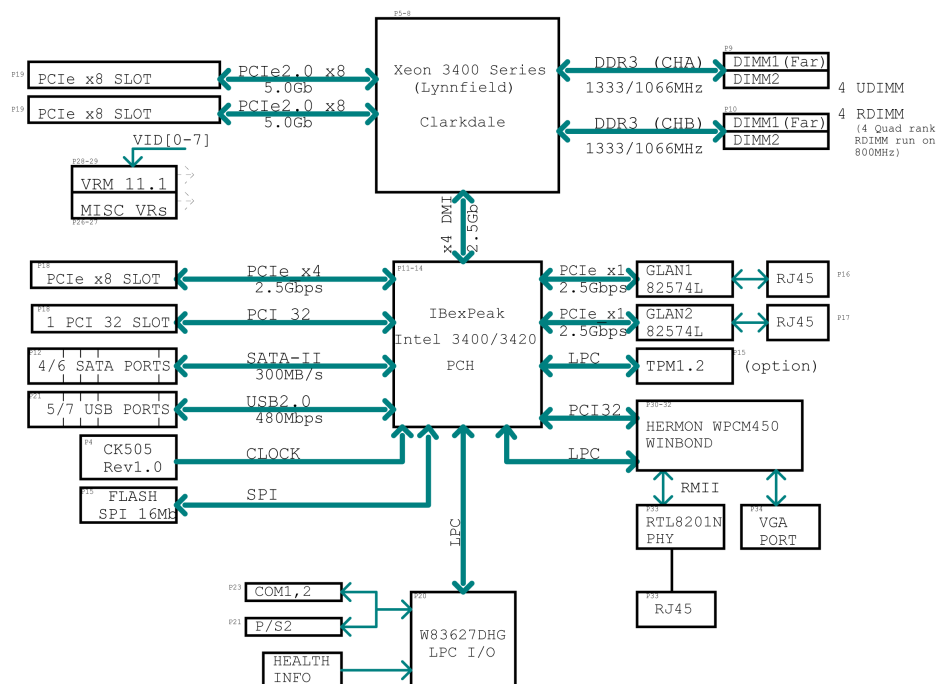 P5-8
Xeon 3400 Series
(Lynnfield)
Clarkdale
P19
PCIe x8 SLOT
PCIe2.0 x8
5.0Gb
P19
PCIe x8 SLOT
PCIe2.0 x8
5.0Gb
DDR3 (CHA)
1333/1066MHz
P9
DIMM1(Far)
DIMM2
DDR3 (CHB)
1333/1066MHz
P10
DIMM1(Far)
DIMM2
4 UDIMM
4 RDIMM
(4 Quad rank
RDIMM run on
800MHz)
VID[0-7]
P28-29
VRM 11.1
MISC VRs
P26-27
x4 DMI
2.5Gb
P11-14
IBexPeak
Intel 3400/3420
PCH
P18
PCIe x8 SLOT
PCIe x4
2.5Gbps
P18
1 PCI 32 SLOT
PCI 32
P12
4/6 SATA PORTS
SATA-II
300MB/s
P21
5/7 USB PORTS
USB2.0
480Mbps
P4
CK505
Rev1.0
CLOCK
P15
FLASH
SPI 16Mb
SPI
PCIe x1
2.5Gbps
GLAN1
82574L
RJ45
P16
PCIe x1
2.5Gbps
GLAN2
82574L
RJ45
P17
LPC
P15
TPM1.2
(option)
PCI32
P30-32
HERMON WPCM450
WINBOND
LPC
RMII
P33
RTL8201N
PHY
P34
VGA
PORT
P33
RJ45
LPC
P23
COM1,2
P21
P/S2
HEALTH
INFO
P20
W83627DHG
LPC I/O